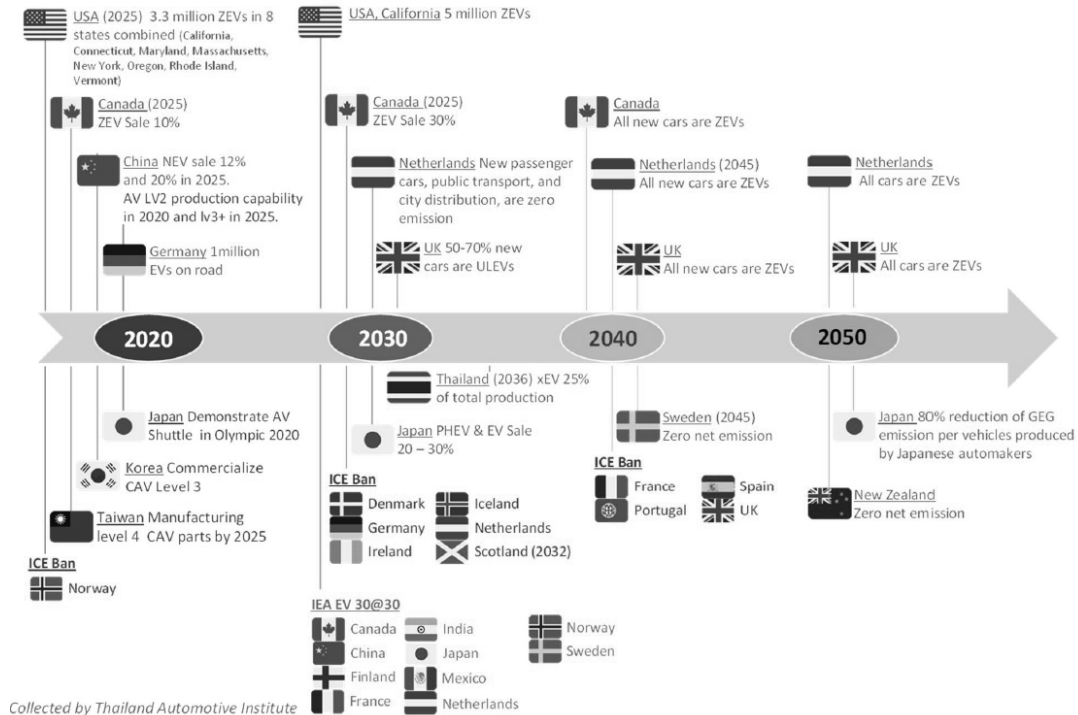 USA (2025) 3.3 million ZEVs in 8
states combined (California,
Connecticut, Maryland, Massachusetts,
New York, Oregon, Rhode Island,
Vermont)
USA, California 5 million ZEVs
Canada (2025)
ZEV Sale 10%
Canada (2025)
ZEV Sale 30%
Canada
All new cars are ZEVs
China NEV sale 12%
and 20% in 2025.
AV LV2 production capability
in 2020 and lv3+ in 2025.
Netherlands New passenger
cars, public transport, and
city distribution, are zero
emission
Netherlands (2045)
All new cars are ZEVs
Netherlands
All cars are ZEVs
Germany 1million
EVs on road
UK 50-70% new
cars are ULEVs
UK
All new cars are ZEVs
UK
All cars are ZEVs
2020
2030
2040
2050
Thailand (2036) xEV 25%
of total production
Japan Demonstrate AV
Shuttle in Olympic 2020
Japan PHEV & EV Sale
20 – 30%
Sweden (2045)
Zero net emission
Japan 80% reduction of GEG
emission per vehicles produced
by Japanese automakers
Korea Commercialize
CAV Level 3
Taiwan Manufacturing
level 4 CAV parts by 2025
New Zealand
Zero net emission
ICE Ban
Norway
ICE Ban
Denmark
Iceland
Germany
Netherlands
Ireland
Scotland (2032)
ICE Ban
France
Spain
Portugal
UK
IEA EV 30@30
Canada
India
Norway
China
Japan
Sweden
Finland
Mexico
France
Netherlands
Collected by Thailand Automotive Institute